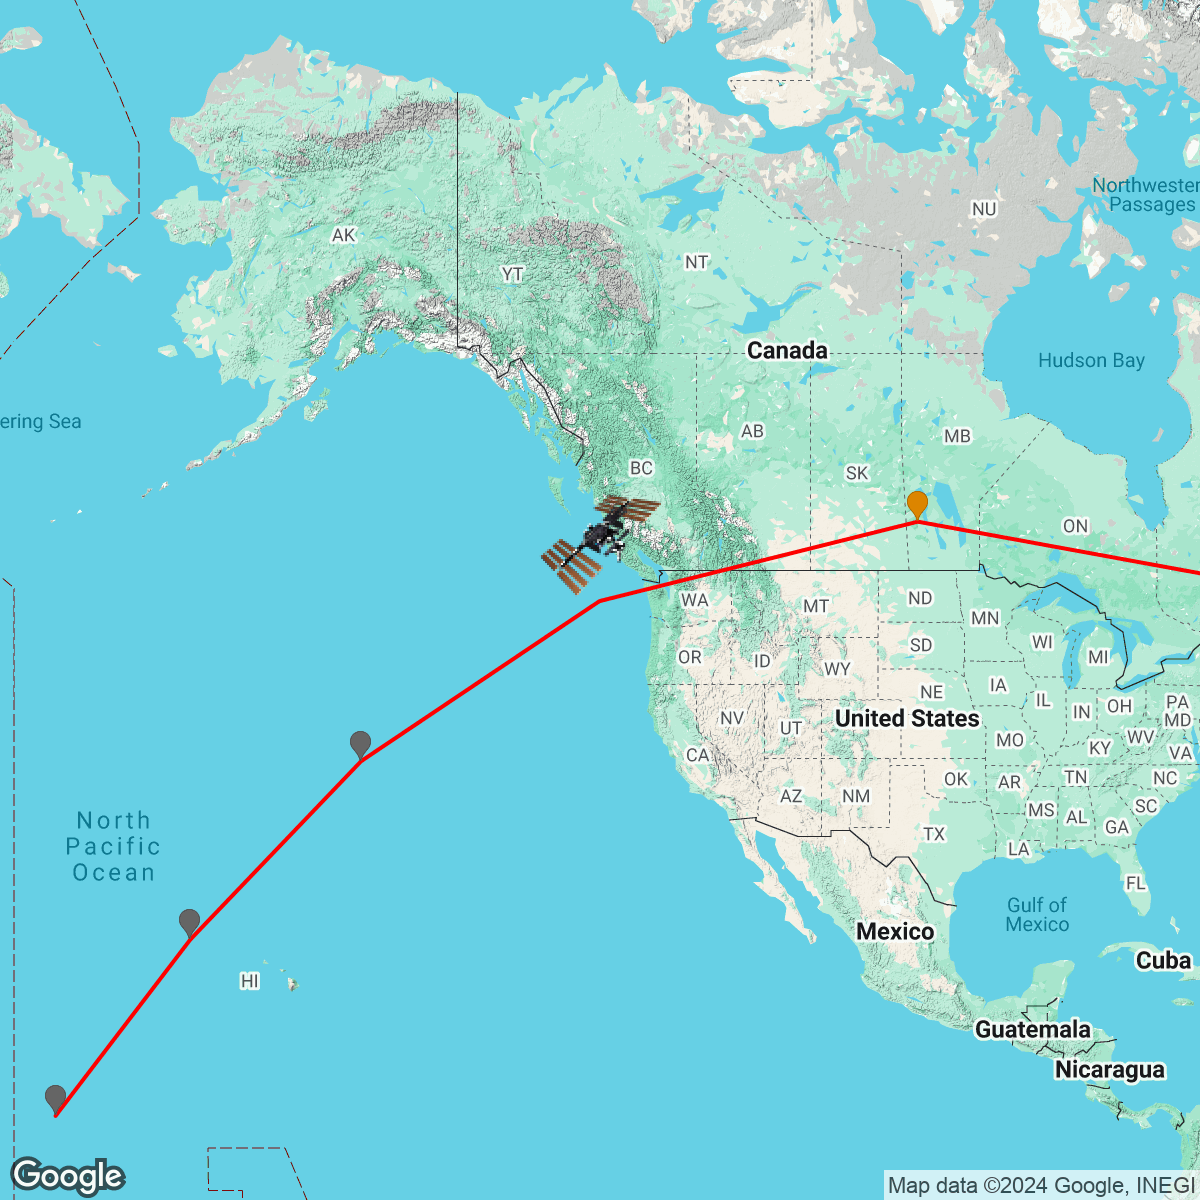 Northwestern
Passages
NU
AK
NT
YT
Canada
Hudson Bay
ering Sea
AB
MB
BC
SK
ON
WA
MT
ND
MN
OR
ID
WY
SD
WI
MI
NE
IA
IL
IN
OH
PA
MD
NV
UT
United States
MO
KY
WV
VA
CA
AZ
NM
OK
AR
TN
NC
MS
AL
SC
GA
TX
LA
FL
North
Pacific
Ocean
Gulf of
Mexico
Mexico
Cuba
HI
Guatemala
Nicaragua
Google
Map data ©2024 Google, INEGI